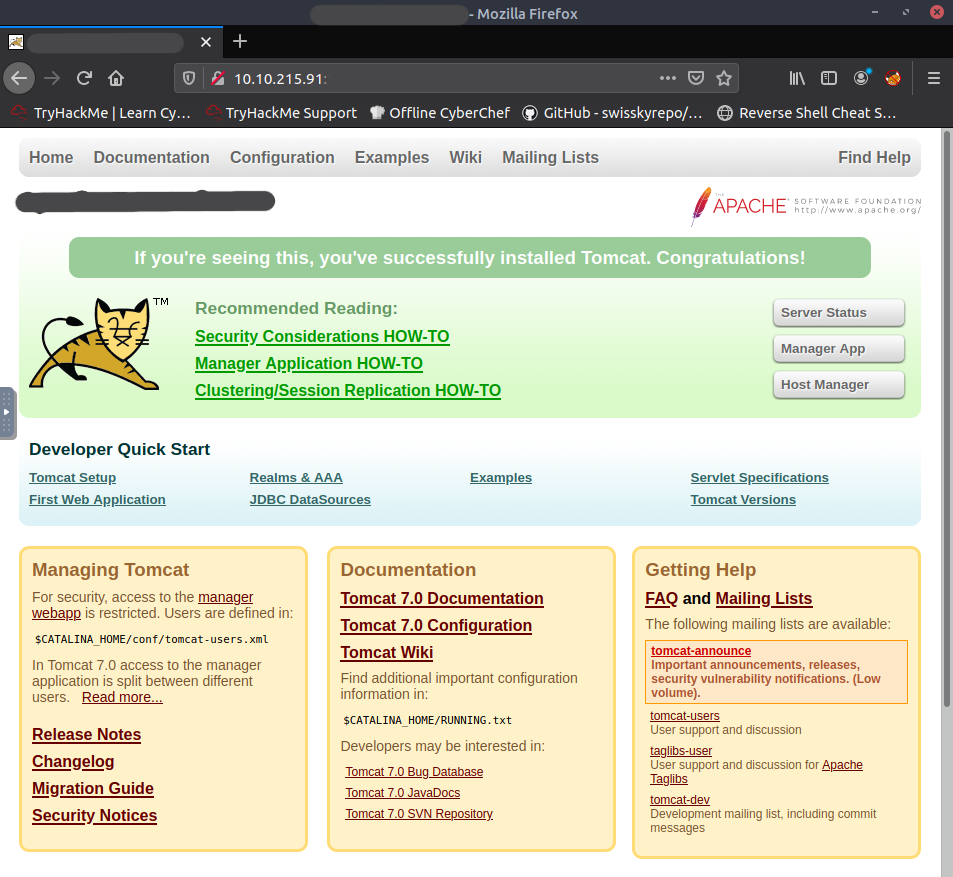 - Mozilla Firefox
10.10.215.91:
TryHackMe | Learn Cy… TryHackMe Support Offline CyberChef GitHub - swisskyrepo/… Reverse Shell Cheat S…
Home Documentation Configuration Examples Wiki Mailing Lists Find Help
THE APACHE® SOFTWARE FOUNDATION
http://www.apache.org/
If you're seeing this, you've successfully installed Tomcat. Congratulations!
TM
Recommended Reading:
Security Considerations HOW-TO
Manager Application HOW-TO
Clustering/Session Replication HOW-TO
Server Status
Manager App
Host Manager
Developer Quick Start
Tomcat Setup Realms & AAA Examples Servlet Specifications
First Web Application JDBC DataSources Tomcat Versions
Managing Tomcat
For security, access to the manager
webapp is restricted. Users are defined in:
$CATALINA_HOME/conf/tomcat-users.xml
In Tomcat 7.0 access to the manager
application is split between different
users. Read more...
Release Notes
Changelog
Migration Guide
Security Notices
Documentation
Tomcat 7.0 Documentation
Tomcat 7.0 Configuration
Tomcat Wiki
Find additional important configuration
information in:
$CATALINA_HOME/RUNNING.txt
Developers may be interested in:
Tomcat 7.0 Bug Database
Tomcat 7.0 JavaDocs
Tomcat 7.0 SVN Repository
Getting Help
FAQ and Mailing Lists
The following mailing lists are available:
tomcat-announce
Important announcements, releases,
security vulnerability notifications. (Low
volume).
tomcat-users
User support and discussion
taglibs-user
User support and discussion for Apache
Taglibs
tomcat-dev
Development mailing list, including commit
messages